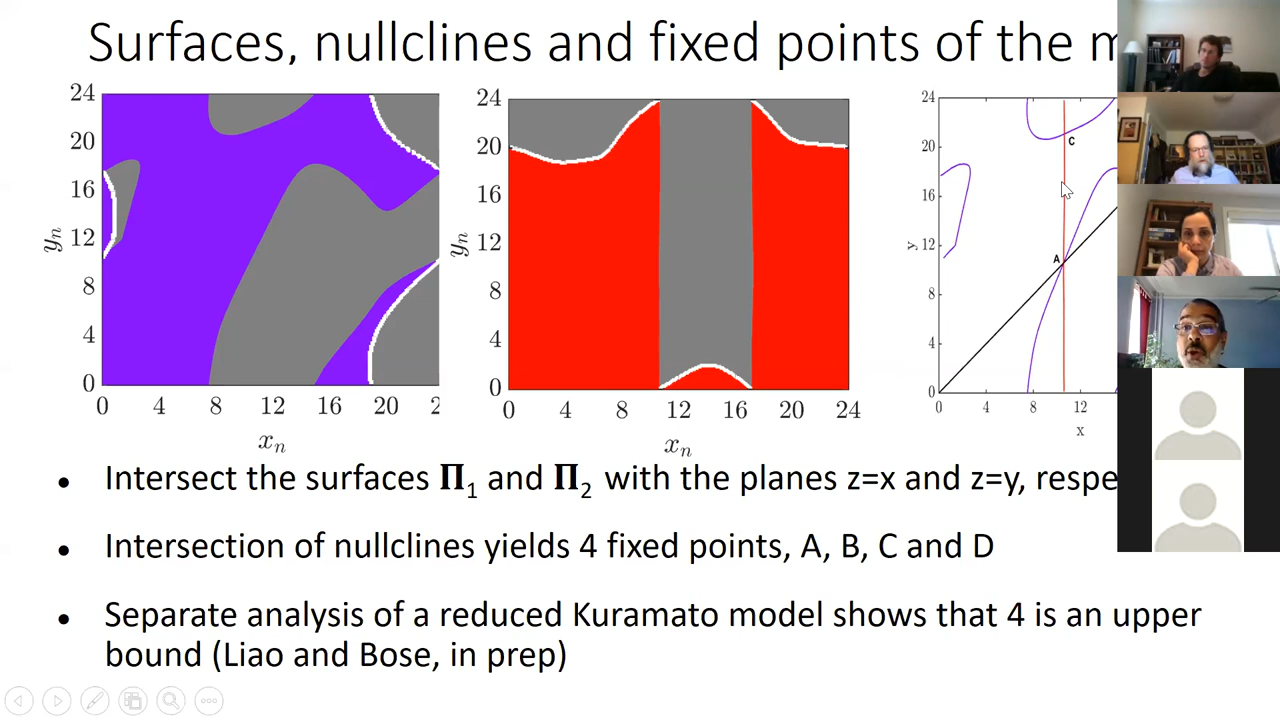 Surfaces, nullclines and fixed points of the m
24
20
16
12
8
4
0
yₙ
0 4 8 12 16 20 2
xₙ
24
20
16
12
8
4
0
yₙ
0 4 8 12 16 20 24
xₙ
24
20
16
12
8
4
0
y
0 4 8 12
x
C
A
• Intersect the surfaces Π₁ and Π₂ with the planes z=x and z=y, respe
• Intersection of nullclines yields 4 fixed points, A, B, C and D
• Separate analysis of a reduced Kuramato model shows that 4 is an upper
bound (Liao and Bose, in prep)